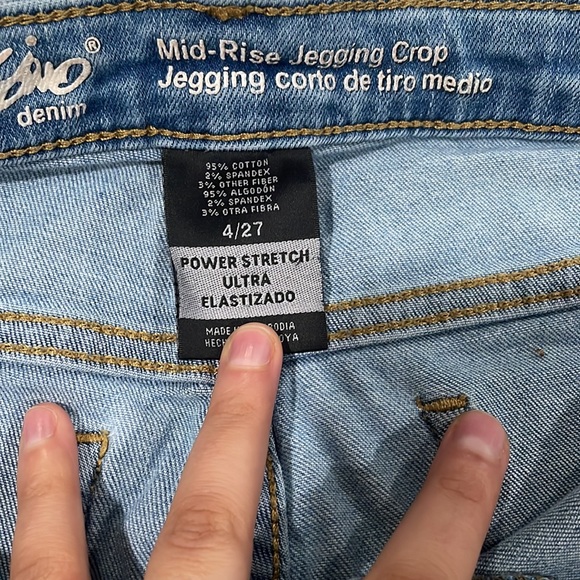 ®
denim
Mid-Rise Jegging Crop
Jegging corto de tiro medio
95% COTTON
2% SPANDEX
3% OTHER FIBER
95% ALGODÓN
2% SPANDEX
3% OTRA FIBRA
4/27
POWER STRETCH
ULTRA
ELASTIZADO
MADE